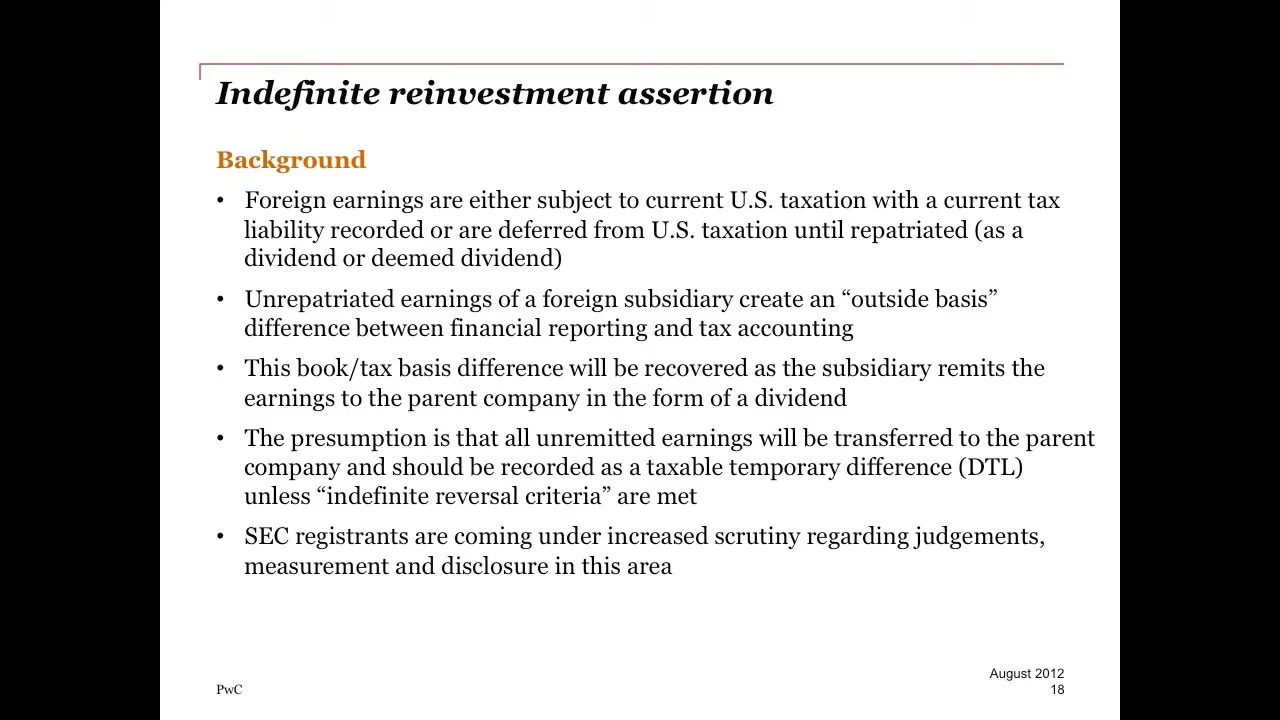 Indefinite reinvestment assertion
Background
• Foreign earnings are either subject to current U.S. taxation with a current tax
liability recorded or are deferred from U.S. taxation until repatriated (as a
dividend or deemed dividend)
• Unrepatriated earnings of a foreign subsidiary create an “outside basis”
difference between financial reporting and tax accounting
• This book/tax basis difference will be recovered as the subsidiary remits the
earnings to the parent company in the form of a dividend
• The presumption is that all unremitted earnings will be transferred to the parent
company and should be recorded as a taxable temporary difference (DTL)
unless “indefinite reversal criteria” are met
• SEC registrants are coming under increased scrutiny regarding judgements,
measurement and disclosure in this area
August 2012
PwC
18